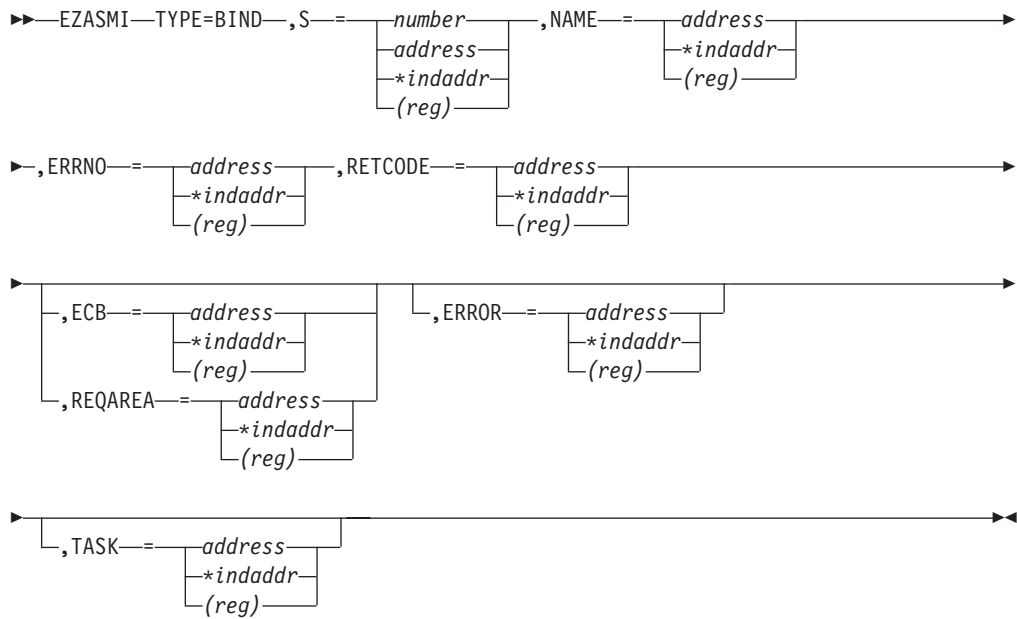 EZASMI TYPE=BIND ,S = number ,NAME = address
address *indaddr
*indaddr (reg)
(reg)
,ERRNO = address ,RETCODE = address
*indaddr *indaddr
(reg) (reg)
,ECB = address ,ERROR = address
*indaddr *indaddr
(reg) (reg)
,REQAREA = address
*indaddr
(reg)
,TASK = address
*indaddr
(reg)